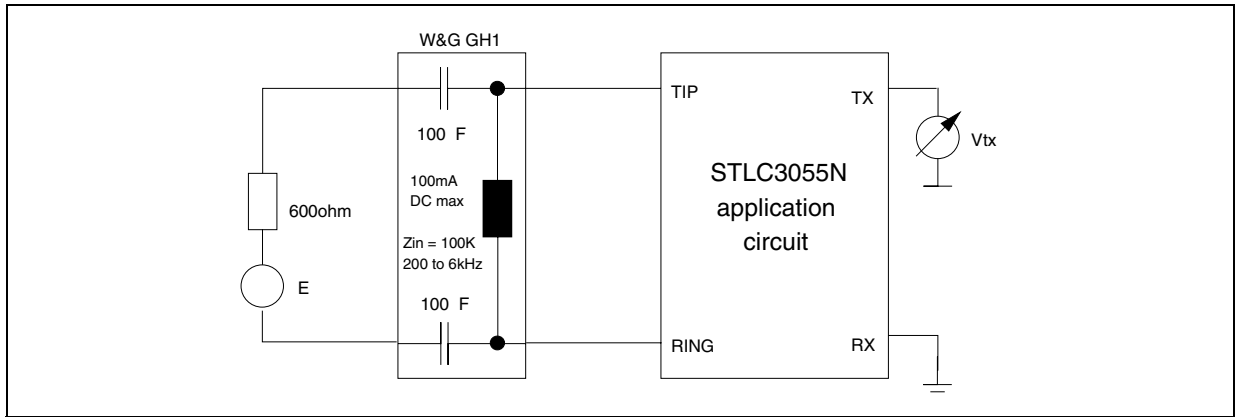 W&G GH1
100 F
100mA
DC max
Zin = 100K
200 to 6kHz
100 F
600ohm
E
TIP
RING
STLC3055N
application
circuit
TX
RX
Vtx